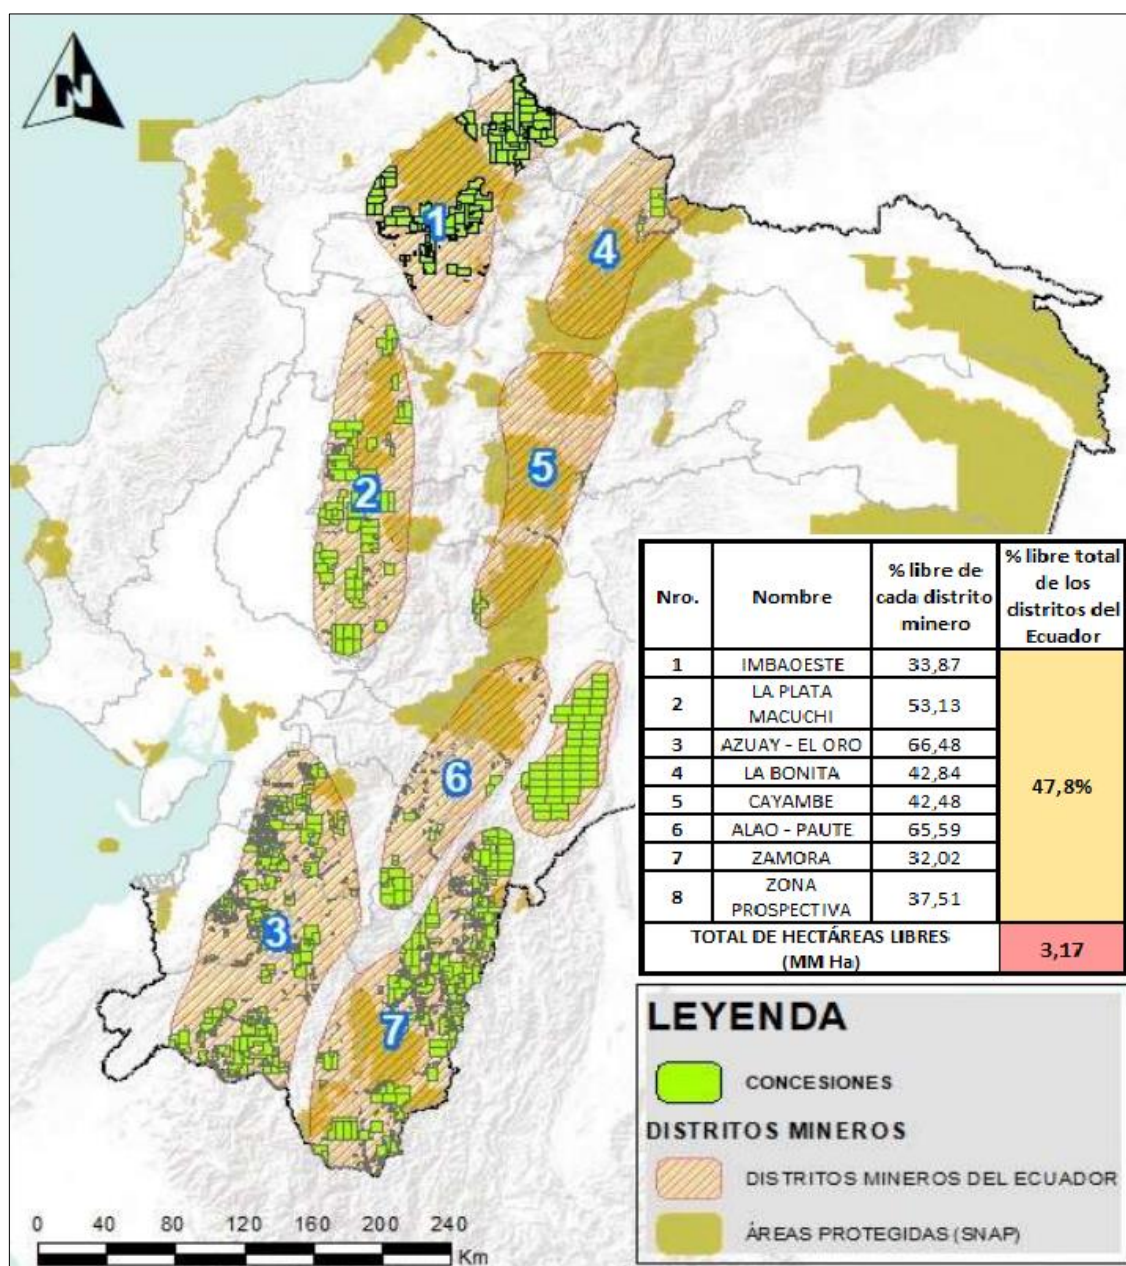 N
1
4
2
5
6
3
7
Nro.
Nombre
% libre de
cada distrito
minero
% libre total
de los
distritos del
Ecuador
1 IMBAOESTE 33,87
2 LA PLATA
MACUCHI 53,13
3 AZUAY - EL ORO 66,48
4 LA BONITA 42,84
5 CAYAMBE 42,48
6 ALAO - PAUTE 65,59
7 ZAMORA 32,02
8 ZONA
PROSPECTIVA 37,51
47,8%
TOTAL DE HECTÁREAS LIBRES
(MM Ha) 3,17
LEYENDA
CONCESIONES
DISTRITOS MINEROS
DISTRITOS MINEROS DEL ECUADOR
ÁREAS PROTEGIDAS (SNAP)
0 40 80 120 160 200 240
Km